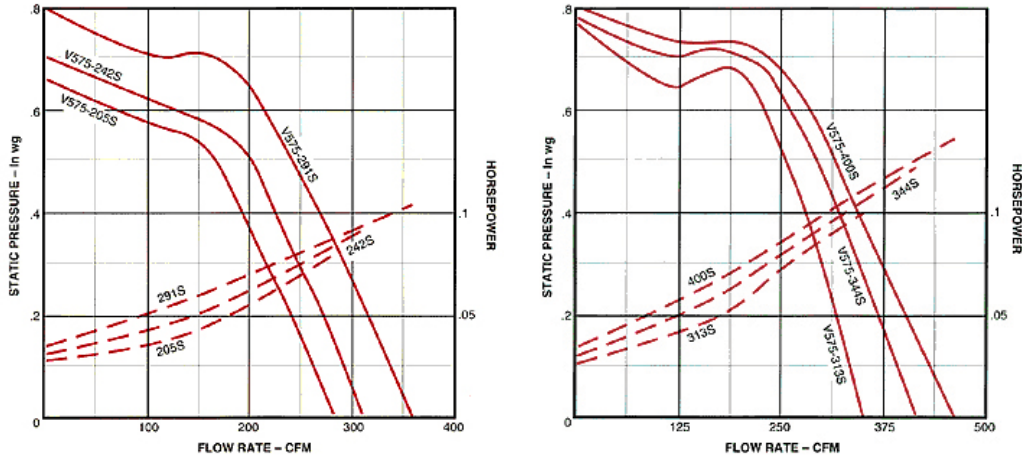 .8
.6
.4
.2
0
STATIC PRESSURE – In wg
V575-242S
V575-205S
V575-291S
291S
242S
205S
.1
.05
HORSEPOWER
100
200
300
400
FLOW RATE – CFM
.8
.6
.4
.2
0
STATIC PRESSURE – In wg
V575-400S
V575-344S
V575-313S
344S
400S
313S
.1
.05
HORSEPOWER
125
250
375
500
FLOW RATE – CFM